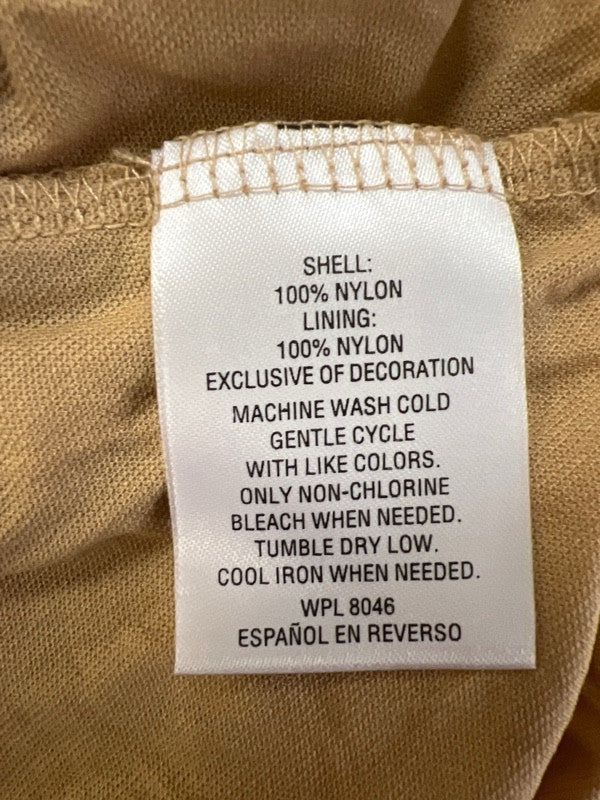 SHELL:
100% NYLON
LINING:
100% NYLON
EXCLUSIVE OF DECORATION
MACHINE WASH COLD
GENTLE CYCLE
WITH LIKE COLORS.
ONLY NON-CHLORINE
BLEACH WHEN NEEDED.
TUMBLE DRY LOW.
COOL IRON WHEN NEEDED.
WPL 8046
ESPAÑOL EN REVERSO